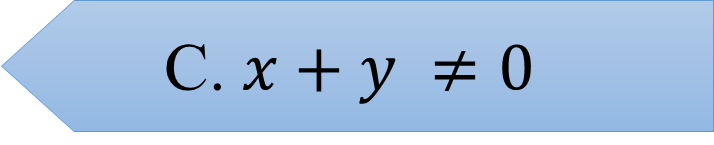 C. x + y ≠ 0